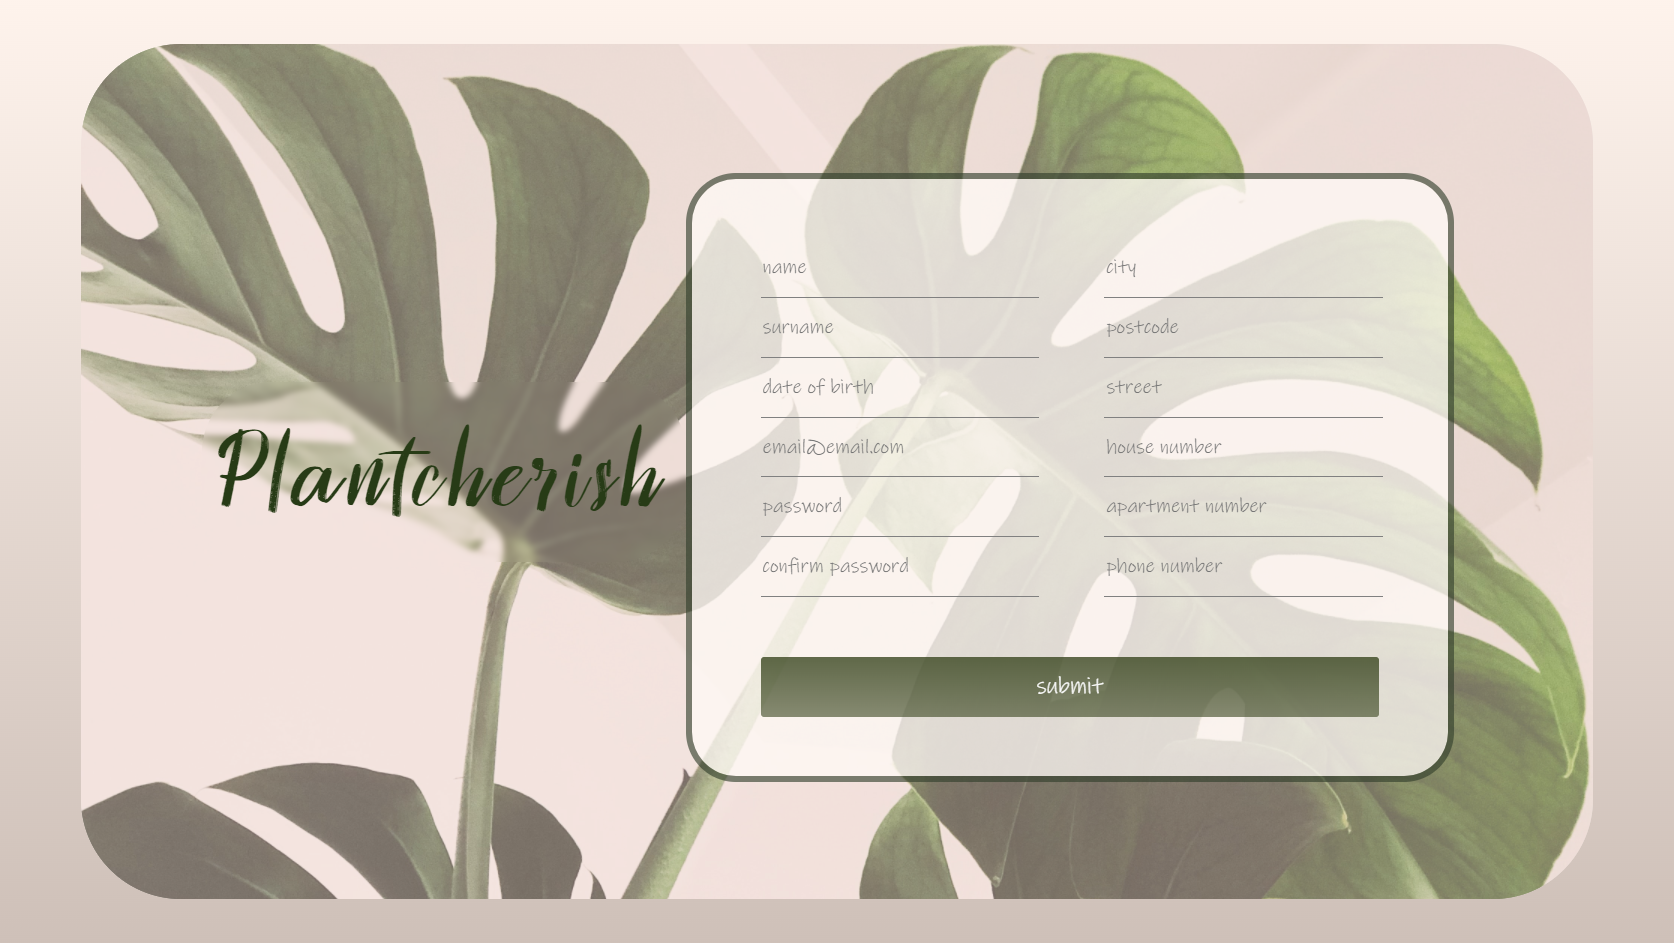 Plantcherish
name
surname
date of birth
email@email.com
password
confirm password
city
postcode
street
house number
apartment number
phone number
submit